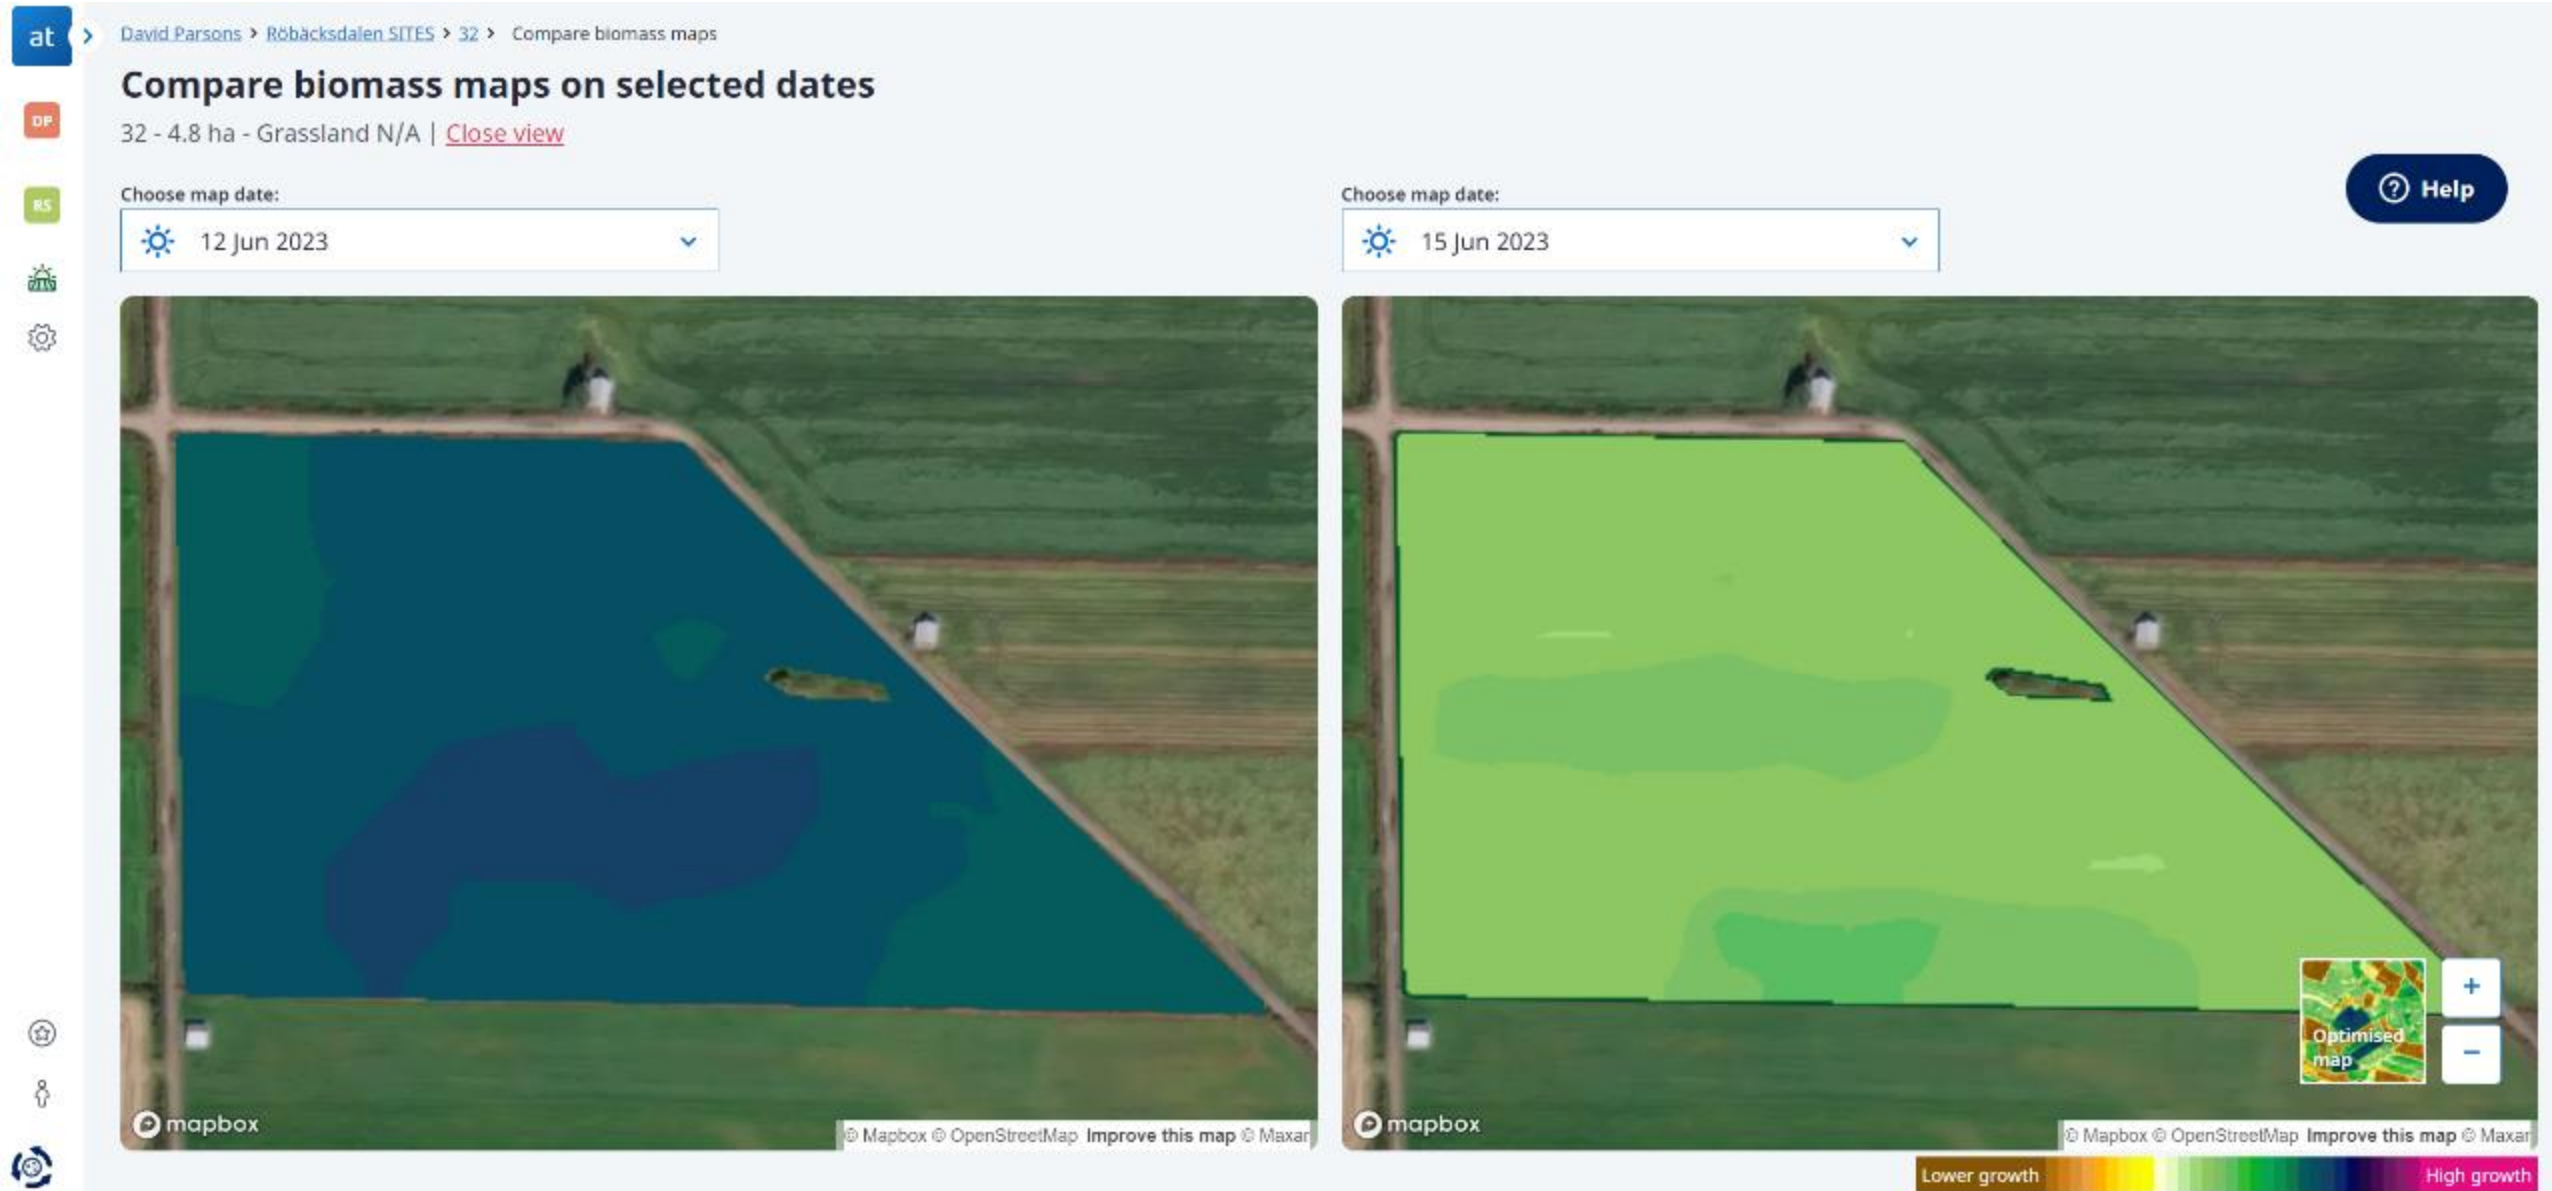 at
David Parsons > Röbäcksdalen SITES > 32 > Compare biomass maps
Compare biomass maps on selected dates
DP
32 - 4.8 ha - Grassland N/A | Close view
Help
RS
Choose map date:
12 Jun 2023
Choose map date:
15 Jun 2023
Optimised
map
+
−
mapbox
© Mapbox © OpenStreetMap Improve this map © Maxar
mapbox
© Mapbox © OpenStreetMap Improve this map © Maxar
Lower growth
High growth